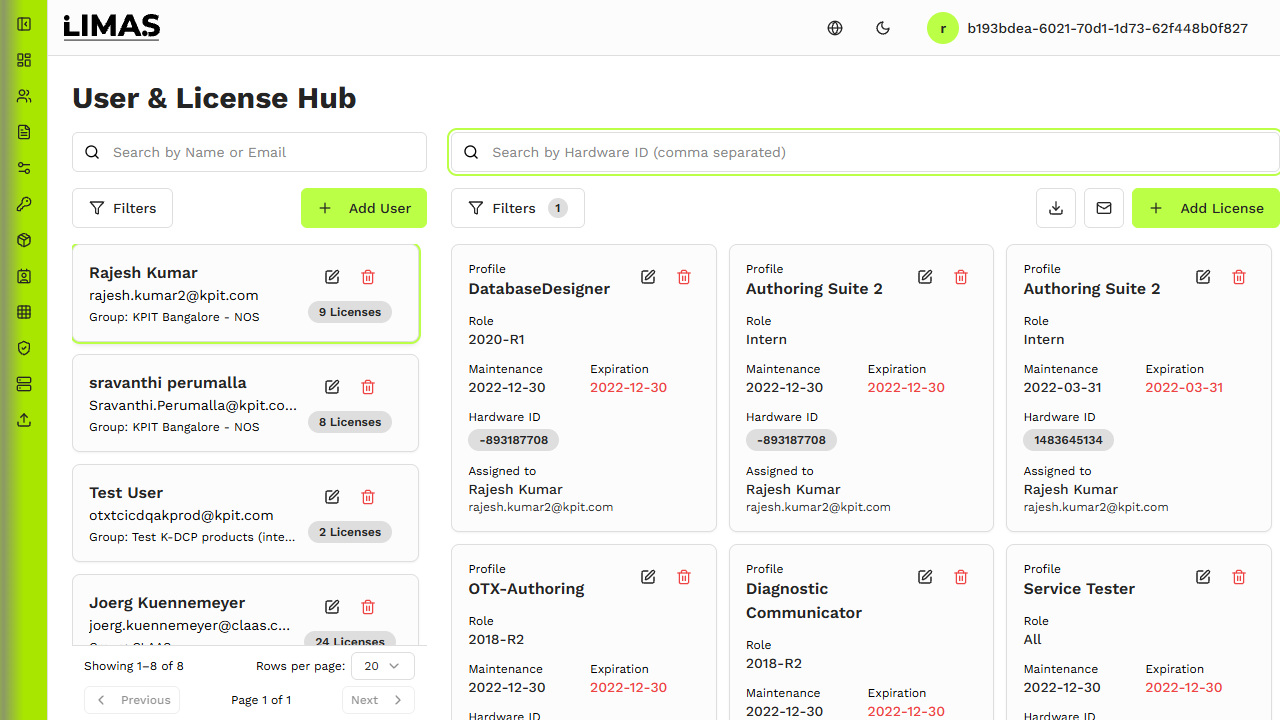 LIMAS
r
b193bdea-6021-70d1-1d73-62f448b0f827
User & License Hub
Search by Name or Email
Search by Hardware ID (comma separated)
Filters
Add User
Filters
1
Add License
Rajesh Kumar
rajesh.kumar2@kpit.com
Group: KPIT Bangalore - NOS
9 Licenses
sravanthi perumalla
Sravanthi.Perumalla@kpit.co...
Group: KPIT Bangalore - NOS
8 Licenses
Test User
otxtcicdqakprod@kpit.com
Group: Test K-DCP products (inte...
2 Licenses
Joerg Kuennemeyer
joerg.kuennemeyer@claas.c...
Group: CLAAS
24 Licenses
Showing 1–8 of 8
Rows per page:
20
Previous
Page 1 of 1
Next
Profile
DatabaseDesigner
Role
2020-R1
Maintenance
2022-12-30
Expiration
2022-12-30
Hardware ID
-893187708
Assigned to
Rajesh Kumar
rajesh.kumar2@kpit.com
Profile
Authoring Suite 2
Role
Intern
Maintenance
2022-12-30
Expiration
2022-12-30
Hardware ID
-893187708
Assigned to
Rajesh Kumar
rajesh.kumar2@kpit.com
Profile
Authoring Suite 2
Role
Intern
Maintenance
2022-03-31
Expiration
2022-03-31
Hardware ID
1483645134
Assigned to
Rajesh Kumar
rajesh.kumar2@kpit.com
Profile
OTX-Authoring
Role
2018-R2
Maintenance
2022-12-30
Expiration
2022-12-30
Hardware ID
Profile
Diagnostic
Communicator
Role
2018-R2
Maintenance
2022-12-30
Expiration
2022-12-30
Profile
Service Tester
Role
All
Maintenance
2022-12-30
Expiration
2022-12-30
Hardware ID